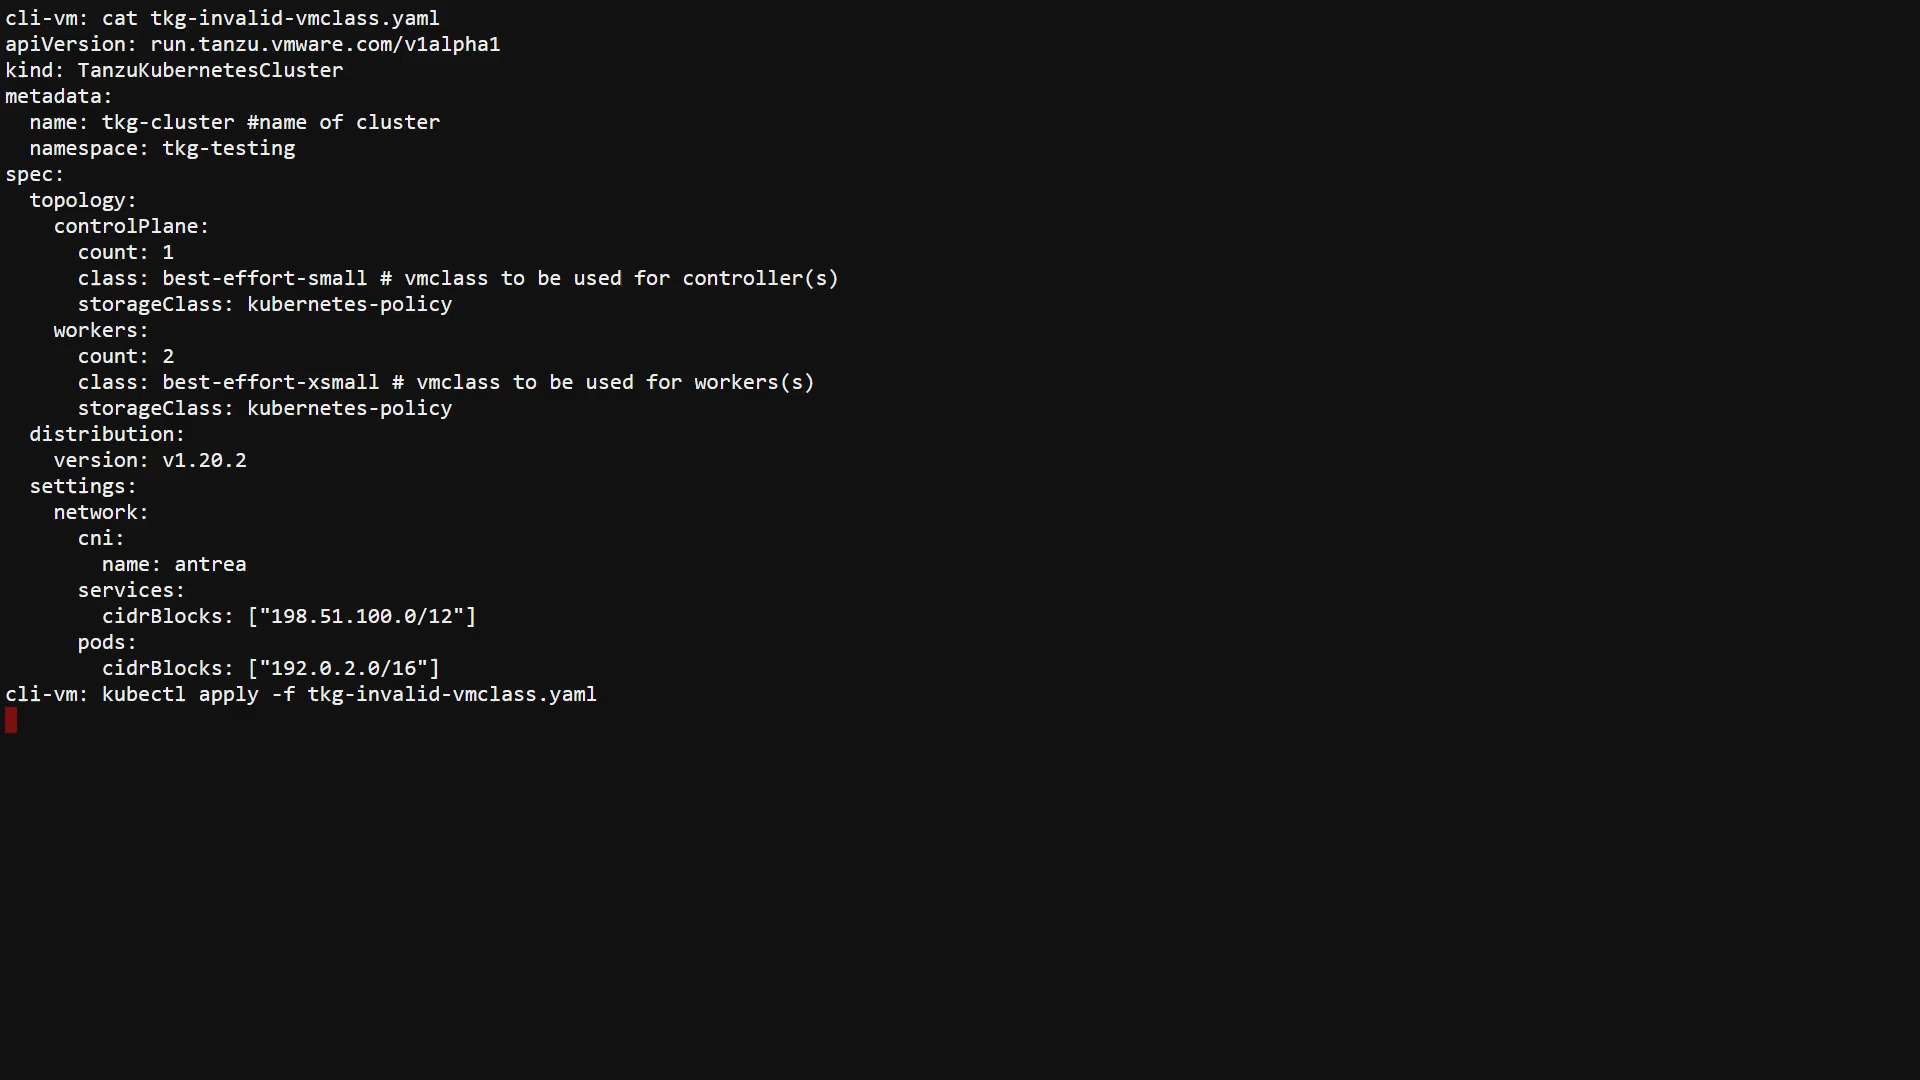 cli-vm: cat tkg-invalid-vmclass.yaml
apiVersion: run.tanzu.vmware.com/v1alpha1
kind: TanzuKubernetesCluster
metadata:
  name: tkg-cluster #name of cluster
  namespace: tkg-testing
spec:
  topology:
    controlPlane:
      count: 1
      class: best-effort-small # vmclass to be used for controller(s)
      storageClass: kubernetes-policy
    workers:
      count: 2
      class: best-effort-xsmall # vmclass to be used for workers(s)
      storageClass: kubernetes-policy
  distribution:
    version: v1.20.2
  settings:
    network:
      cni:
        name: antrea
      services:
        cidrBlocks: ["198.51.100.0/12"]
      pods:
        cidrBlocks: ["192.0.2.0/16"]
cli-vm: kubectl apply -f tkg-invalid-vmclass.yaml